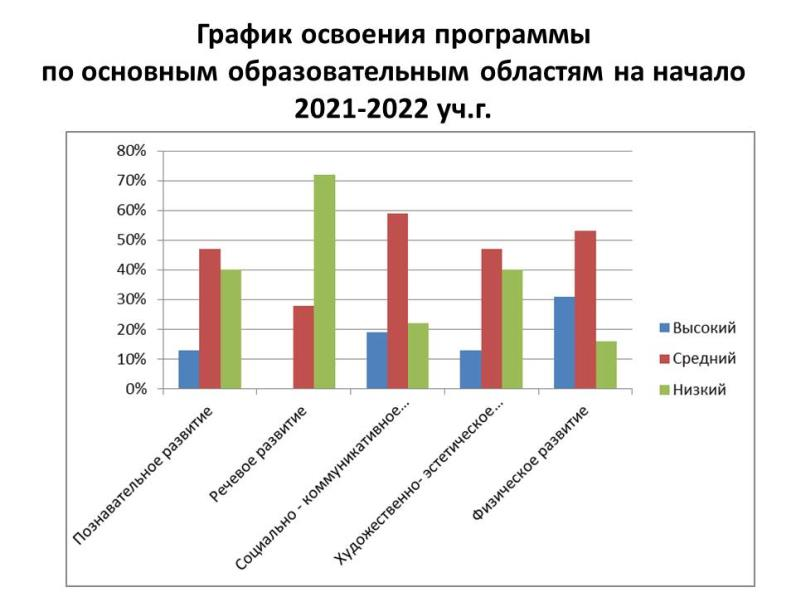 График освоения программы
по основным образовательным областям на начало
2021-2022 уч.г.
80%
70%
60%
50%
40%
30%
20%
10%
0%
Высокий
Средний
Низкий
Познавательное развитие
Речевое развитие
Социально - коммуникативное...
Художественно- эстетическое...
Физическое развитие